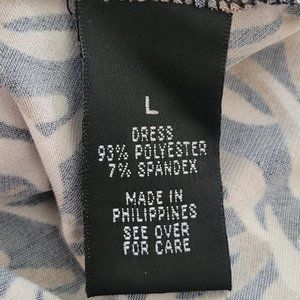 L
DRESS
93% POLYESTER
7% SPANDEX
MADE IN
PHILIPPINES
SEE OVER
FOR CARE